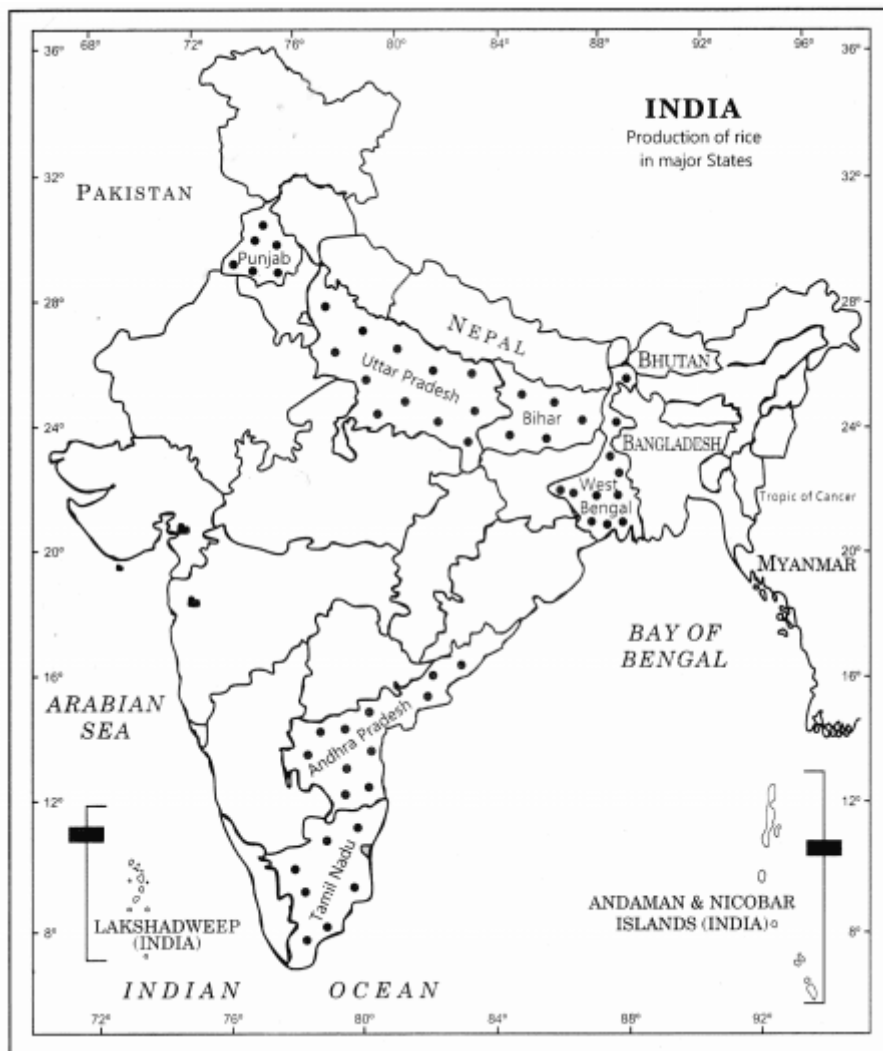 68° 72° 76° 80° 84° 88° 92° 96°
36° 36°
INDIA
Production of rice
in major States
32° 32°
PAKISTAN
Punjab
28° 28°
NEPAL
BHUTAN
Uttar Pradesh
Bihar
24° 24°
BANGLADESH
West
Bengal
Tropic of Cancer
20° 20°
MYANMAR
BAY OF
BENGAL
16° 16°
ARABIAN
SEA
Andhra Pradesh
12° 12°
Tamil Nadu
LAKSHADWEEP
(INDIA)
ANDAMAN & NICOBAR
ISLANDS (INDIA)
8° 8°
INDIAN OCEAN
72° 76° 80° 84° 88° 92°